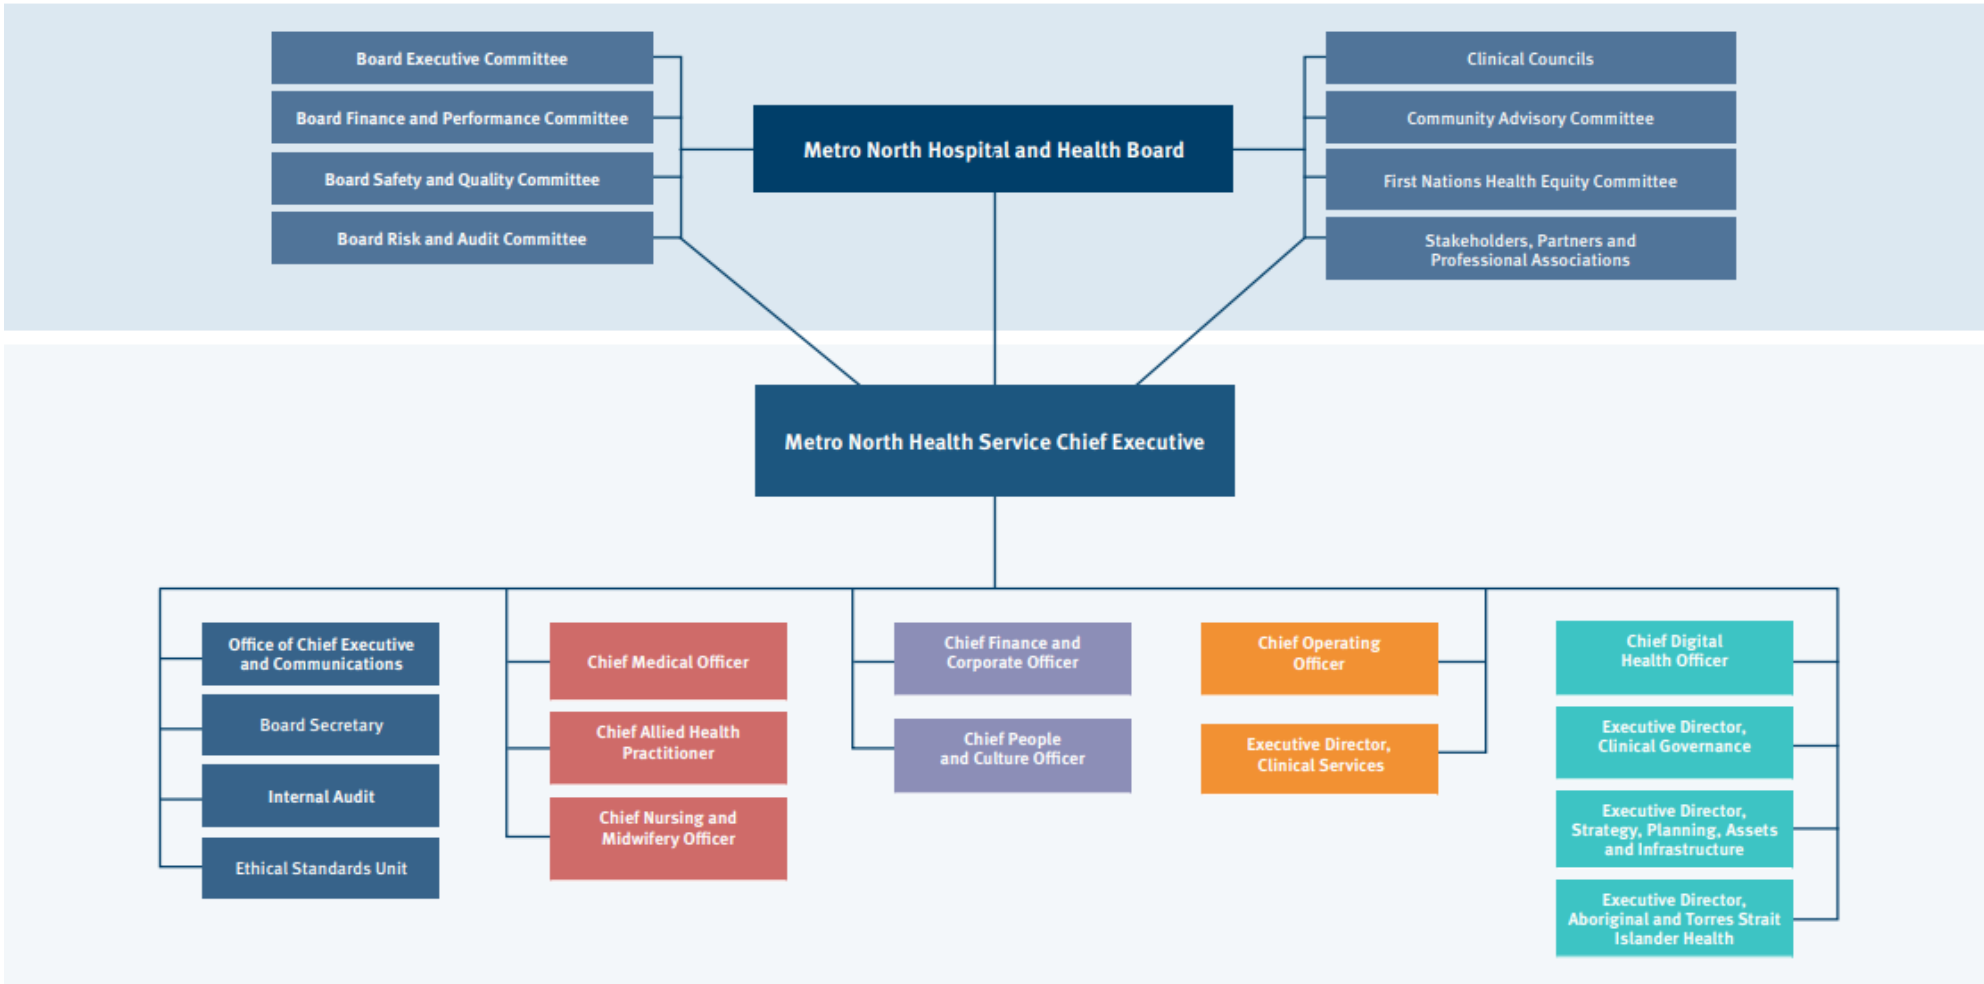 Board Executive Committee
Board Finance and Performance Committee
Board Safety and Quality Committee
Board Risk and Audit Committee
Metro North Hospital and Health Board
Clinical Councils
Community Advisory Committee
First Nations Health Equity Committee
Stakeholders, Partners and
Professional Associations
Metro North Health Service Chief Executive
Office of Chief Executive
and Communications
Board Secretary
Internal Audit
Ethical Standards Unit
Chief Medical Officer
Chief Allied Health
Practitioner
Chief Nursing and
Midwifery Officer
Chief Finance and
Corporate Officer
Chief People
and Culture Officer
Chief Operating
Officer
Executive Director,
Clinical Services
Chief Digital
Health Officer
Executive Director,
Clinical Governance
Executive Director,
Strategy, Planning, Assets
and Infrastructure
Executive Director,
Aboriginal and Torres Strait
Islander Health